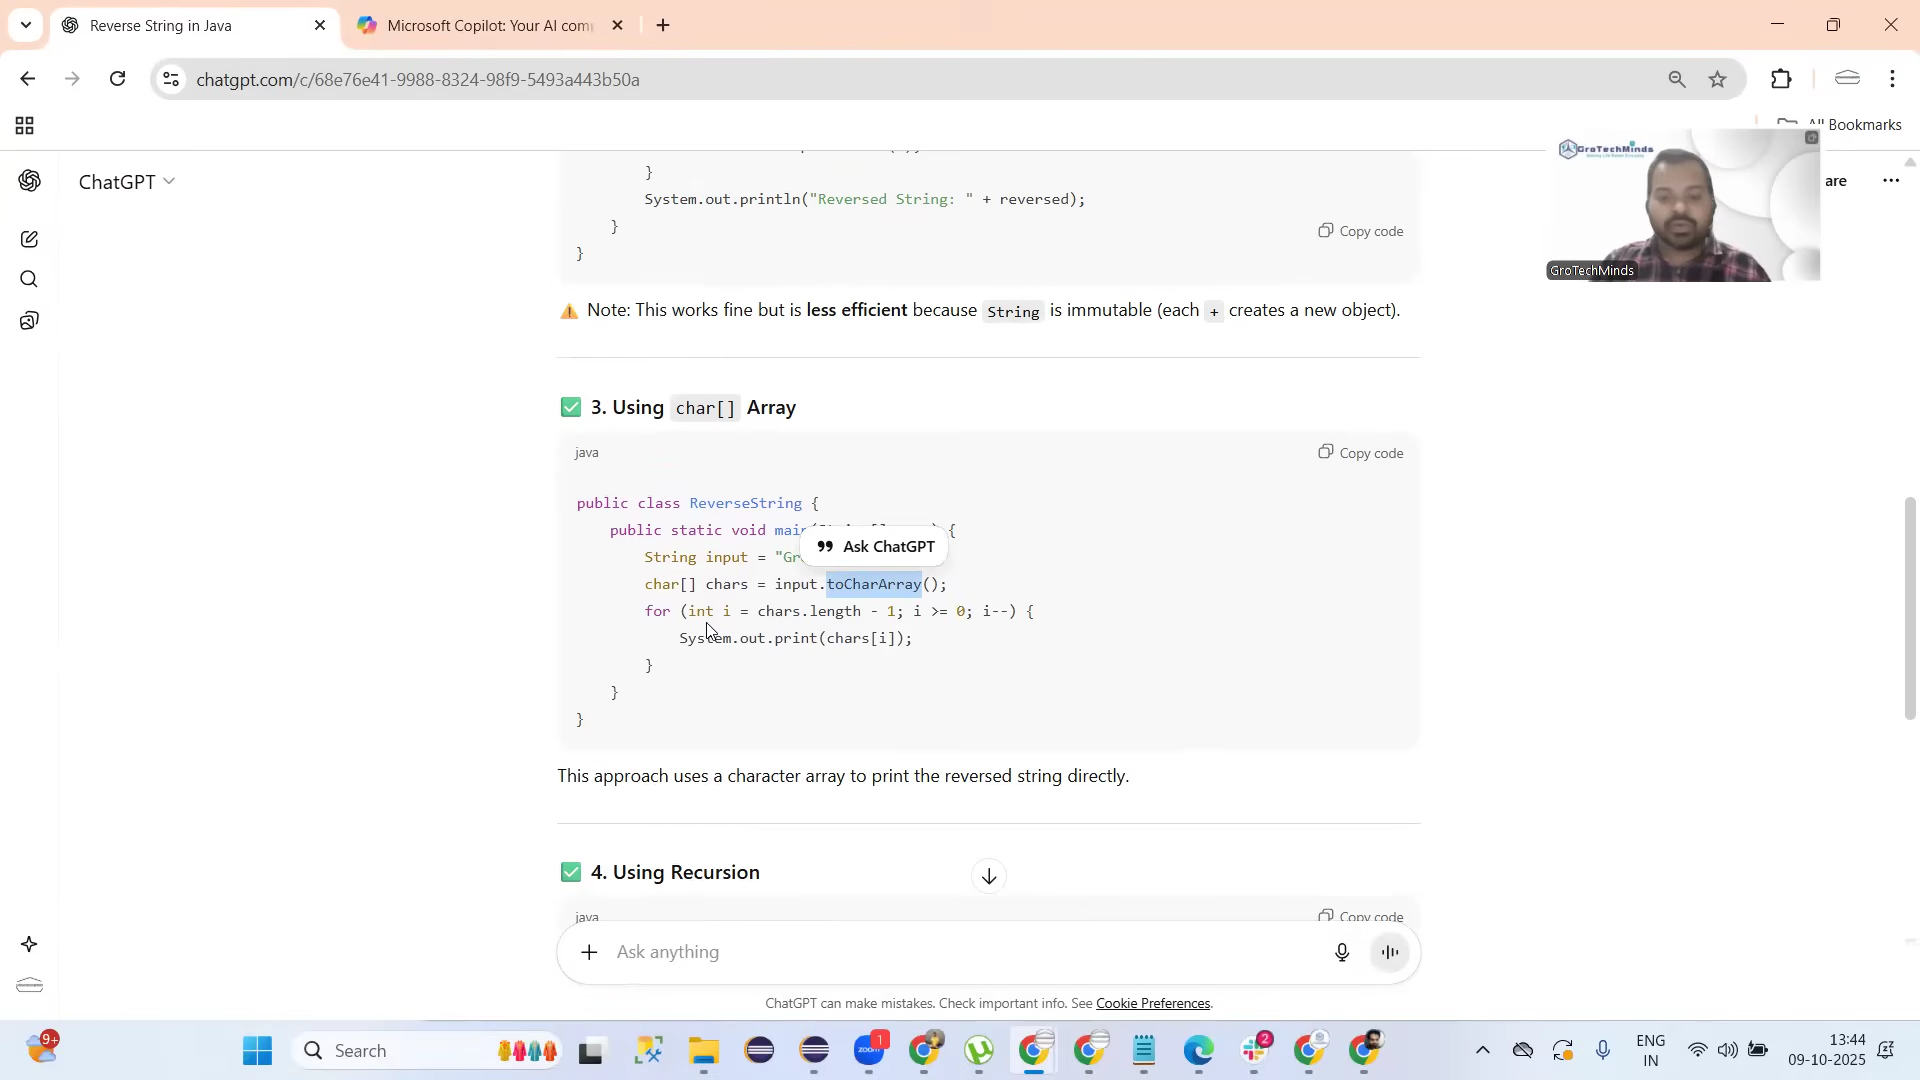 Reverse String in Java
Microsoft Copilot: Your AI com
chatgpt.com/c/68e76e41-9988-8324-98f9-5493a443b50a
All Bookmarks
ChatGPT
are
GroTechMinds
GroTechMinds
}
System.out.println("Reversed String: " + reversed);
}
Copy code
}
Note: This works fine but is less efficient because String is immutable (each + creates a new object).
3. Using char[] Array
java
Copy code
public class ReverseString {
public static void main {
Ask ChatGPT
String input = "Gr
char[] chars = input.toCharArray();
for (int i = chars.length - 1; i >= 0; i--) {
System.out.print(chars[i]);
}
}
}
This approach uses a character array to print the reversed string directly.
4. Using Recursion
java
Copy code
Ask anything
ChatGPT can make mistakes. Check important info. See Cookie Preferences.
9+
Search
zoom
1
2
ENG
IN
13:44
09-10-2025